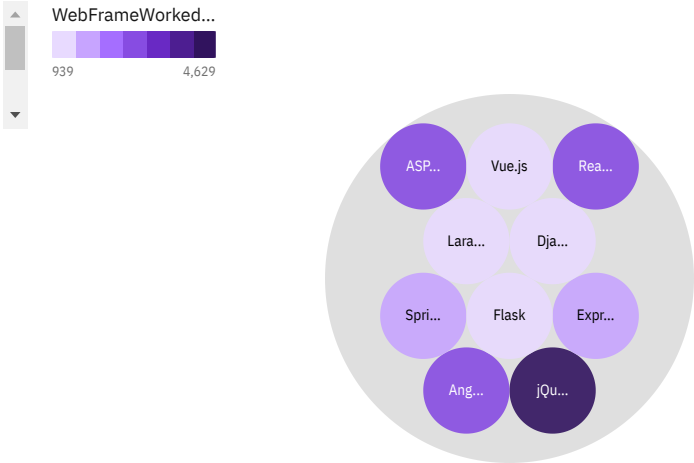 WebFrameWorked...
939 4,629
ASP... Vue.js Rea...
Lara... Dja...
Spri... Flask Expr...
Ang... jQu...